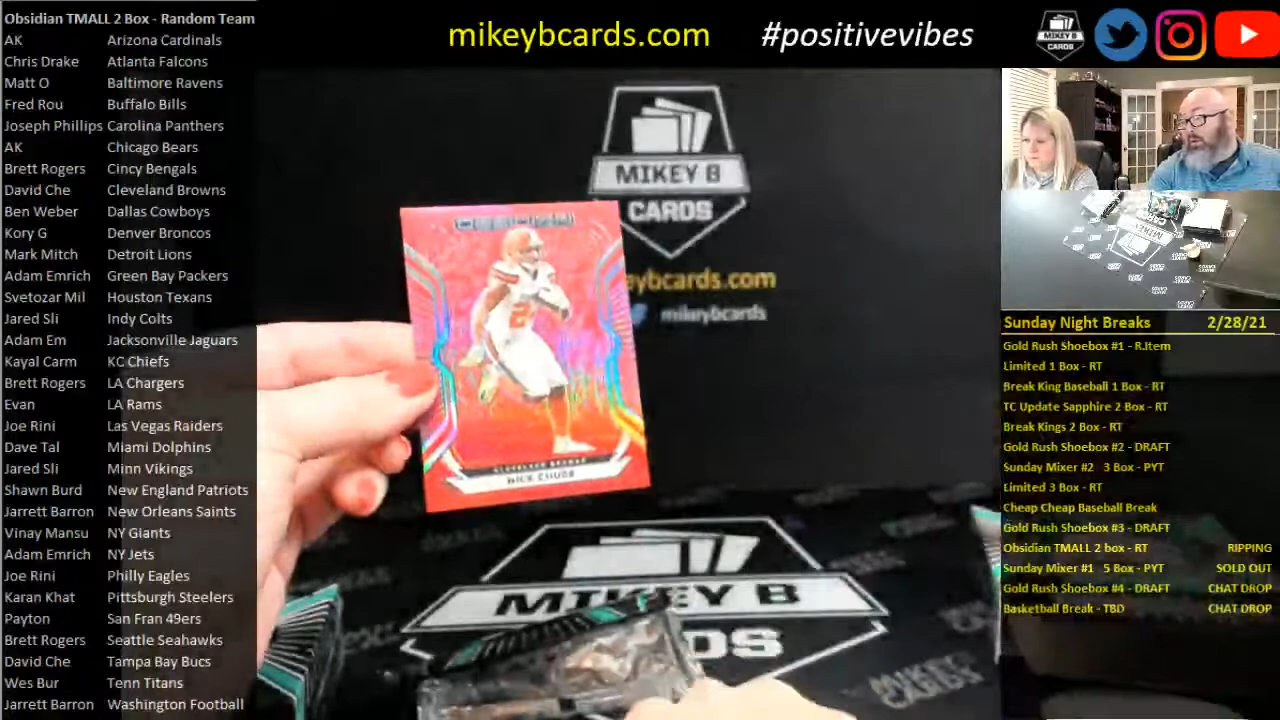 Obsidian TMALL 2 Box - Random Team
AK Arizona Cardinals
Chris Drake Atlanta Falcons
Matt O Baltimore Ravens
Fred Rou Buffalo Bills
Joseph Phillips Carolina Panthers
AK Chicago Bears
Brett Rogers Cincy Bengals
David Che Cleveland Browns
Ben Weber Dallas Cowboys
Kory G Denver Broncos
Mark Mitch Detroit Lions
Adam Emrich Green Bay Packers
Svetozar Mil Houston Texans
Jared Sli Indy Colts
Adam Em Jacksonville Jaguars
Kayal Carm KC Chiefs
Brett Rogers LA Chargers
Evan LA Rams
Joe Rini Las Vegas Raiders
Dave Tal Miami Dolphins
Jared Sli Minn Vikings
Shawn Burd New England Patriots
Jarrett Barron New Orleans Saints
Vinay Mansu NY Giants
Adam Emrich NY Jets
Joe Rini Philly Eagles
Karan Khat Pittsburgh Steelers
Payton San Fran 49ers
Brett Rogers Seattle Seahawks
David Che Tampa Bay Bucs
Wes Bur Tenn Titans
Jarrett Barron Washington Football
mikeybcards.com #positivevibes
MIKEY B
CARDS
MIKEY B
CARDS
ybcards.com
mikeybcards
OBSIDIAN
CLEVELAND BROWNS
NICK CHUBB
MIKEY B
DS
Sunday Night Breaks 2/28/21
Gold Rush Shoebox #1 - R.Item
Limited 1 Box - RT
Break King Baseball 1 Box - RT
TC Update Sapphire 2 Box - RT
Break Kings 2 Box - RT
Gold Rush Shoebox #2 - DRAFT
Sunday Mixer #2 3 Box - PYT
Limited 3 Box - RT
Cheap Cheap Baseball Break
Gold Rush Shoebox #3 - DRAFT
Obsidian TMALL 2 box - RT RIPPING
Sunday Mixer #1 5 Box - PYT SOLD OUT
Gold Rush Shoebox #4 - DRAFT CHAT DROP
Basketball Break - TBD CHAT DROP